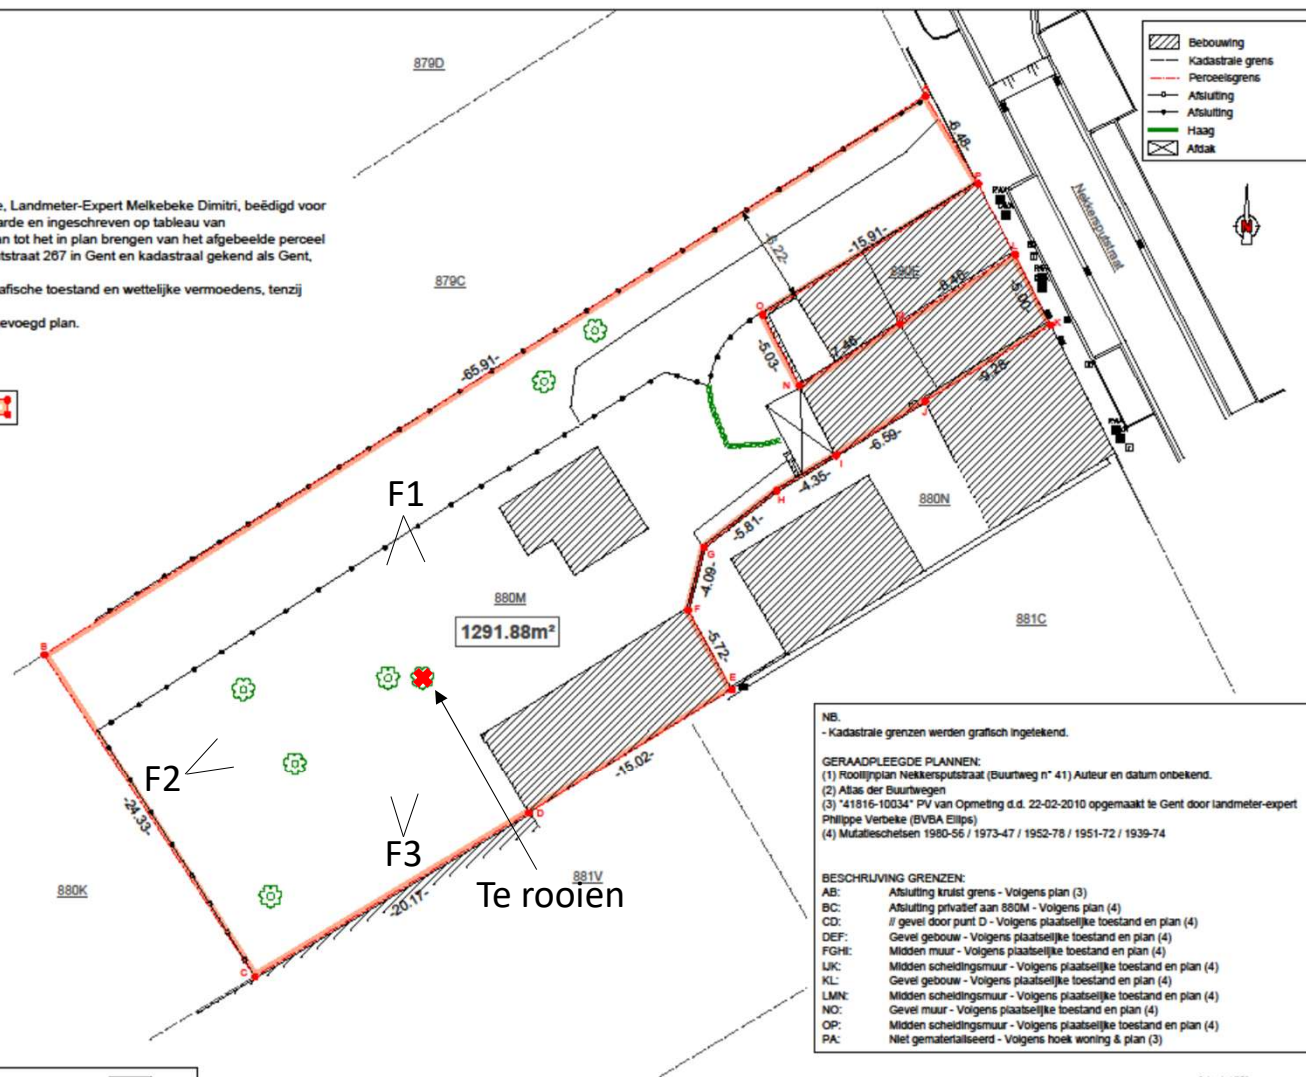 879D
Bebouwing
Kadastrale grens
Perceelsgrens
Afsluiting
Afsluiting
Haag
Afdak
A
-6.48-
P
Nekkersputstraat
N
e, Landmeter-Expert Melkebeke Dimitri, beëdigd voor
arde en ingeschreven op tableau van
an tot het in plan brengen van het afgebeelde perceel
tstraat 267 in Gent en kadastraal gekend als Gent,
afische toestand en wettelijke vermoedens, tenzij
evoegd plan.
879C
-6.22-
-15.91-
880E
-8.46-
L
-5.00-
K
O
-5.03-
M
-7.46-
N
-9.28-
J
-65.91-
-6.59-
I
-4.35-
H
880N
F1
-5.81-
G
-4.09-
880M
F
1291.88m²
881C
-5.72-
B
E
F2
-24.33-
-15.02-
D
F3
Te rooien
881V
880K
-20.17-
C
NB.
- Kadastrale grenzen werden grafisch ingetekend.
GERAADPLEEGDE PLANNEN:
(1) Rooilijnplan Nekkersputstraat (Buurtweg n° 41) Auteur en datum onbekend.
(2) Atlas der Buurtwegen
(3) "41816-10034" PV van Opmeting d.d. 22-02-2010 opgemaakt te Gent door landmeter-expert
Philippe Verbeke (BVBA Ellips)
(4) Mutatieschetsen 1980-56 / 1973-47 / 1952-78 / 1951-72 / 1939-74
BESCHRIJVING GRENZEN:
AB: Afsluiting kruist grens - Volgens plan (3)
BC: Afsluiting privatief aan 880M - Volgens plan (4)
CD: // gevel door punt D - Volgens plaatselijke toestand en plan (4)
DEF: Gevel gebouw - Volgens plaatselijke toestand en plan (4)
FGHI: Midden muur - Volgens plaatselijke toestand en plan (4)
IJK: Midden scheidingsmuur - Volgens plaatselijke toestand en plan (4)
KL: Gevel gebouw - Volgens plaatselijke toestand en plan (4)
LMN: Midden scheidingsmuur - Volgens plaatselijke toestand en plan (4)
NO: Gevel muur - Volgens plaatselijke toestand en plan (4)
OP: Midden scheidingsmuur - Volgens plaatselijke toestand en plan (4)
PA: Niet gematerialiseerd - Volgens hoek woning & plan (3)